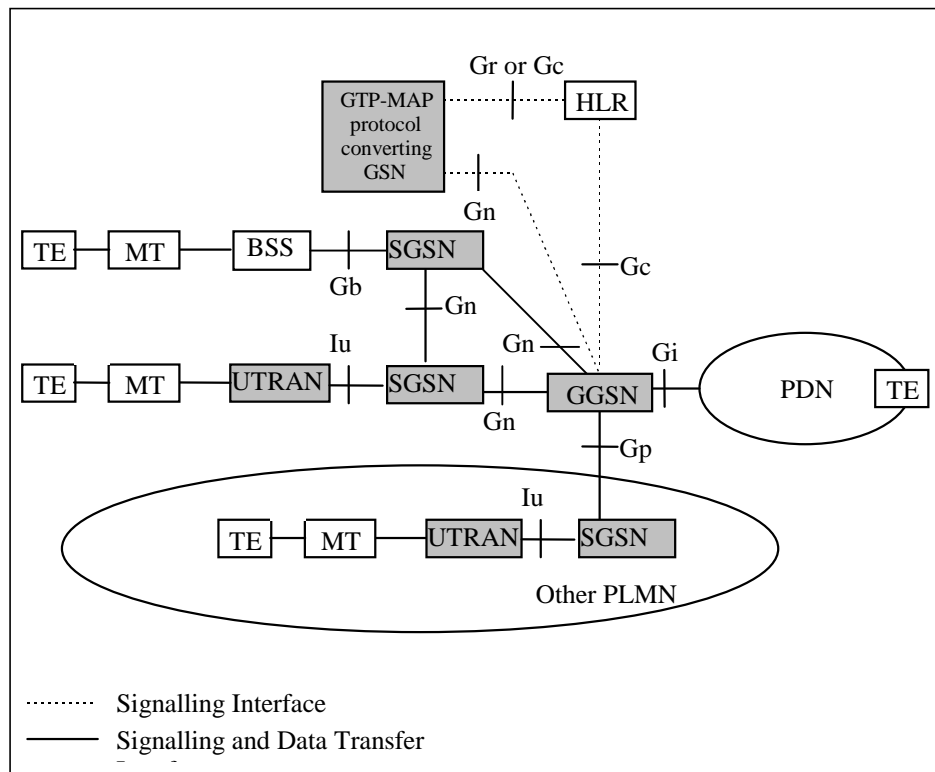 Gr or Gc
GTP-MAP
protocol
converting
GSN
HLR
Gn
TE
MT
BSS
SGSN
Gb
Gc
Gn
Gn
Iu
Gi
TE
MT
UTRAN
SGSN
Gn
GGSN
PDN
TE
Gp
Iu
TE
MT
UTRAN
SGSN
Other PLMN
Signalling Interface
Signalling and Data Transfer